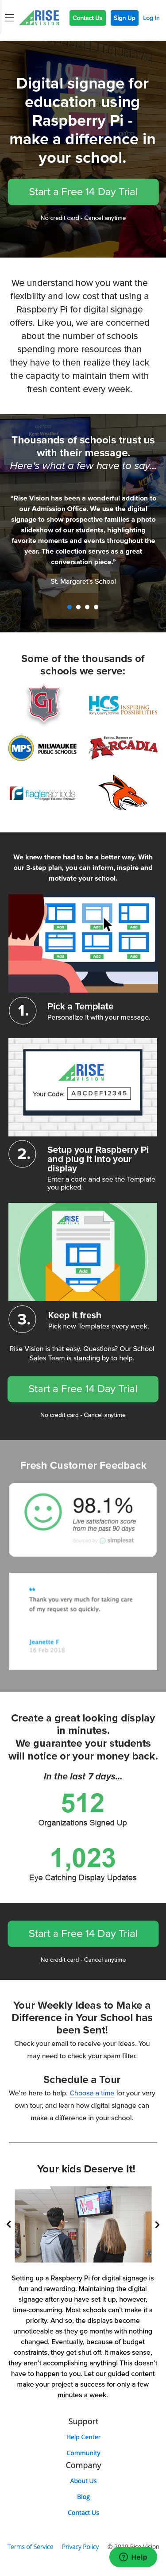 RISE VISION
Contact Us
Sign Up
Log In
Digital signage for
education using
Raspberry Pi -
make a difference in
your school.
Start a Free 14 Day Trial
No credit card - Cancel anytime
We understand how you want the
flexibility and low cost that using a
Raspberry Pi for digital signage
offers. Like you, we are concerned
about the number of schools
spending more resources than
they have to then realize they lack
the capacity to maintain them with
fresh content every week.
Thousands of schools trust us
with their message.
Here's what a few have to say...
"Rise Vision has been a wonderful addition to
our Admission Office. We use the digital
signage to show prospective families a photo
slideshow of our students, highlighting
favorite moments and events throughout the
year. The collection serves as a great
conversation piece."
St. Margaret's School
Some of the thousands of
schools we serve:
GI
HCS INSPIRING POSSIBILITIES
MPS MILWAUKEE PUBLIC SCHOOLS
ARCADIA
flaglerschools
We knew there had to be a better way. With
our 3-step plan, you can inform, inspire and
motivate your school.
Add
Add
Add
Add
Add
1.
Pick a Template
Personalize it with your message.
RISE VISION
Your Code: ABCDEF12345
2.
Setup your Raspberry Pi
and plug it into your
display
Enter a code and see the Template
you picked.
RISE VISION
3.
Keep it fresh
Pick new Templates every week.
Rise Vision is that easy. Questions? Our School
Sales Team is standing by to help.
Start a Free 14 Day Trial
No credit card - Cancel anytime
Fresh Customer Feedback
98.1%
Live satisfaction score
from the past 90 days
Powered by simplesat
Thank you very much for taking care
of my request so quickly.
Jeanette F
16 Feb 2018
Create a great looking display
in minutes.
We guarantee your students
will notice or your money back.
In the last 7 days...
512
Organizations Signed Up
1,023
Eye Catching Display Updates
Start a Free 14 Day Trial
No credit card - Cancel anytime
Your Weekly Ideas to Make a
Difference in Your School has
been Sent!
Check your email to receive your ideas. You
may need to check your spam filter.
Schedule a Tour
We're here to help. Choose a time for your very
own tour, and learn how digital signage can
make a difference in your school.
Your kids Deserve It!
Setting up a Raspberry Pi for digital signage is
fun and rewarding. Maintaining the digital
signage after you have set it up, however,
time-consuming. Most schools can't make it a
priority. And so, the displays become
unnoticeable as they go months with nothing
changed. Eventually, because of budget
constraints, they get shut off. It makes sense,
they aren't accomplishing anything! This doesn't
have to happen to you. Let our guided content
make your project a success for only a few
minutes a week.
Support
Help Center
Community
Company
About Us
Blog
Contact Us
Terms of Service
Privacy Policy
© 2019 Rise Vision
Help